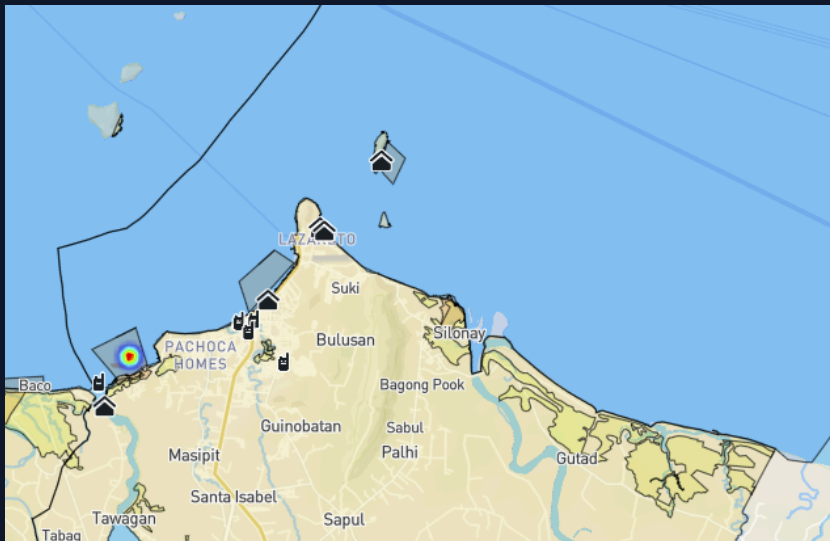 LAZARETO
Suki
Silonay
Bulusan
PACHOCA
HOMES
Baco
Bagong Pook
Guinobatan
Sabul
Palhi
Masipit
Gutad
Santa Isabel
Tawagan
Sapul
Tabag